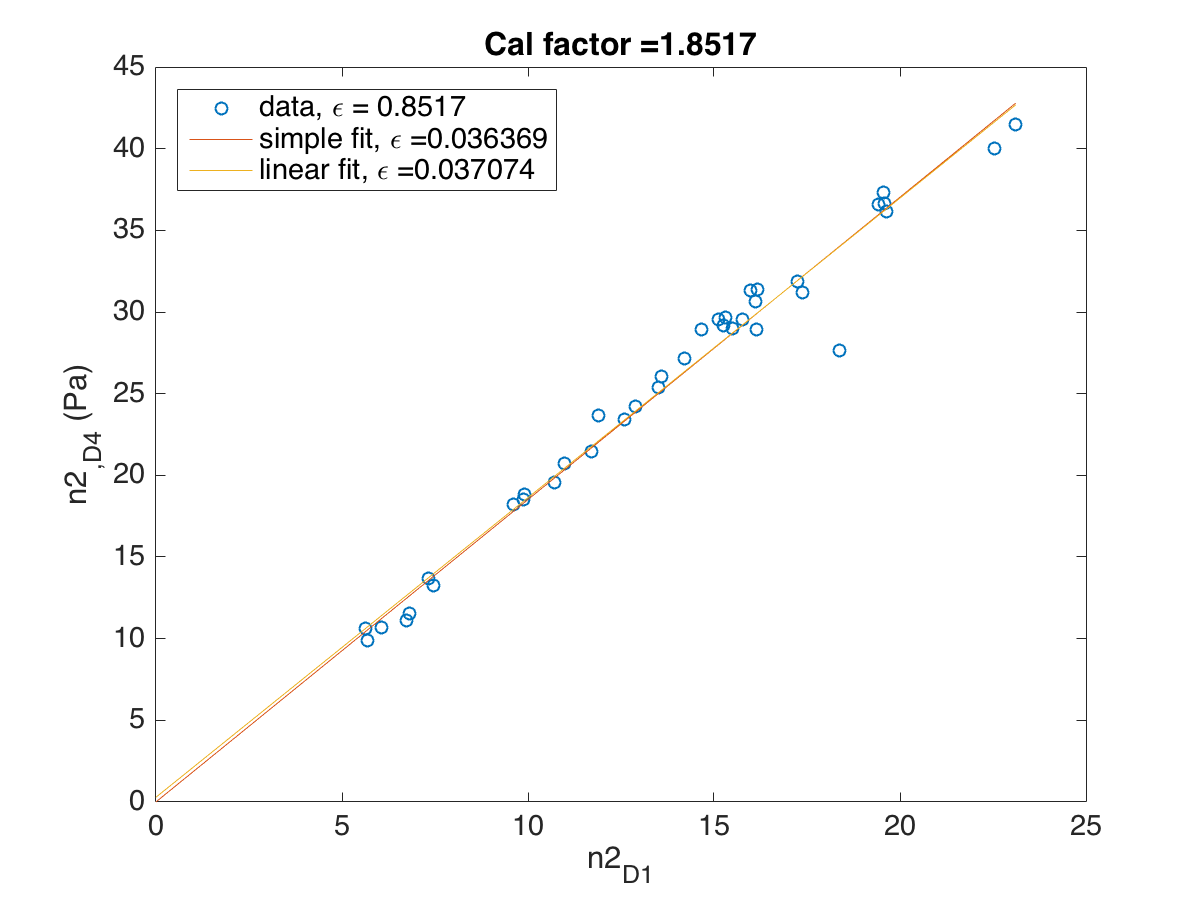 Cal factor =1.8517
45
40
35
30
25
20
15
10
5
0
data, ϵ = 0.8517
simple fit, ϵ =0.036369
linear fit, ϵ =0.037074
n2,D4 (Pa)
0 5 10 15 20 25
n2D1